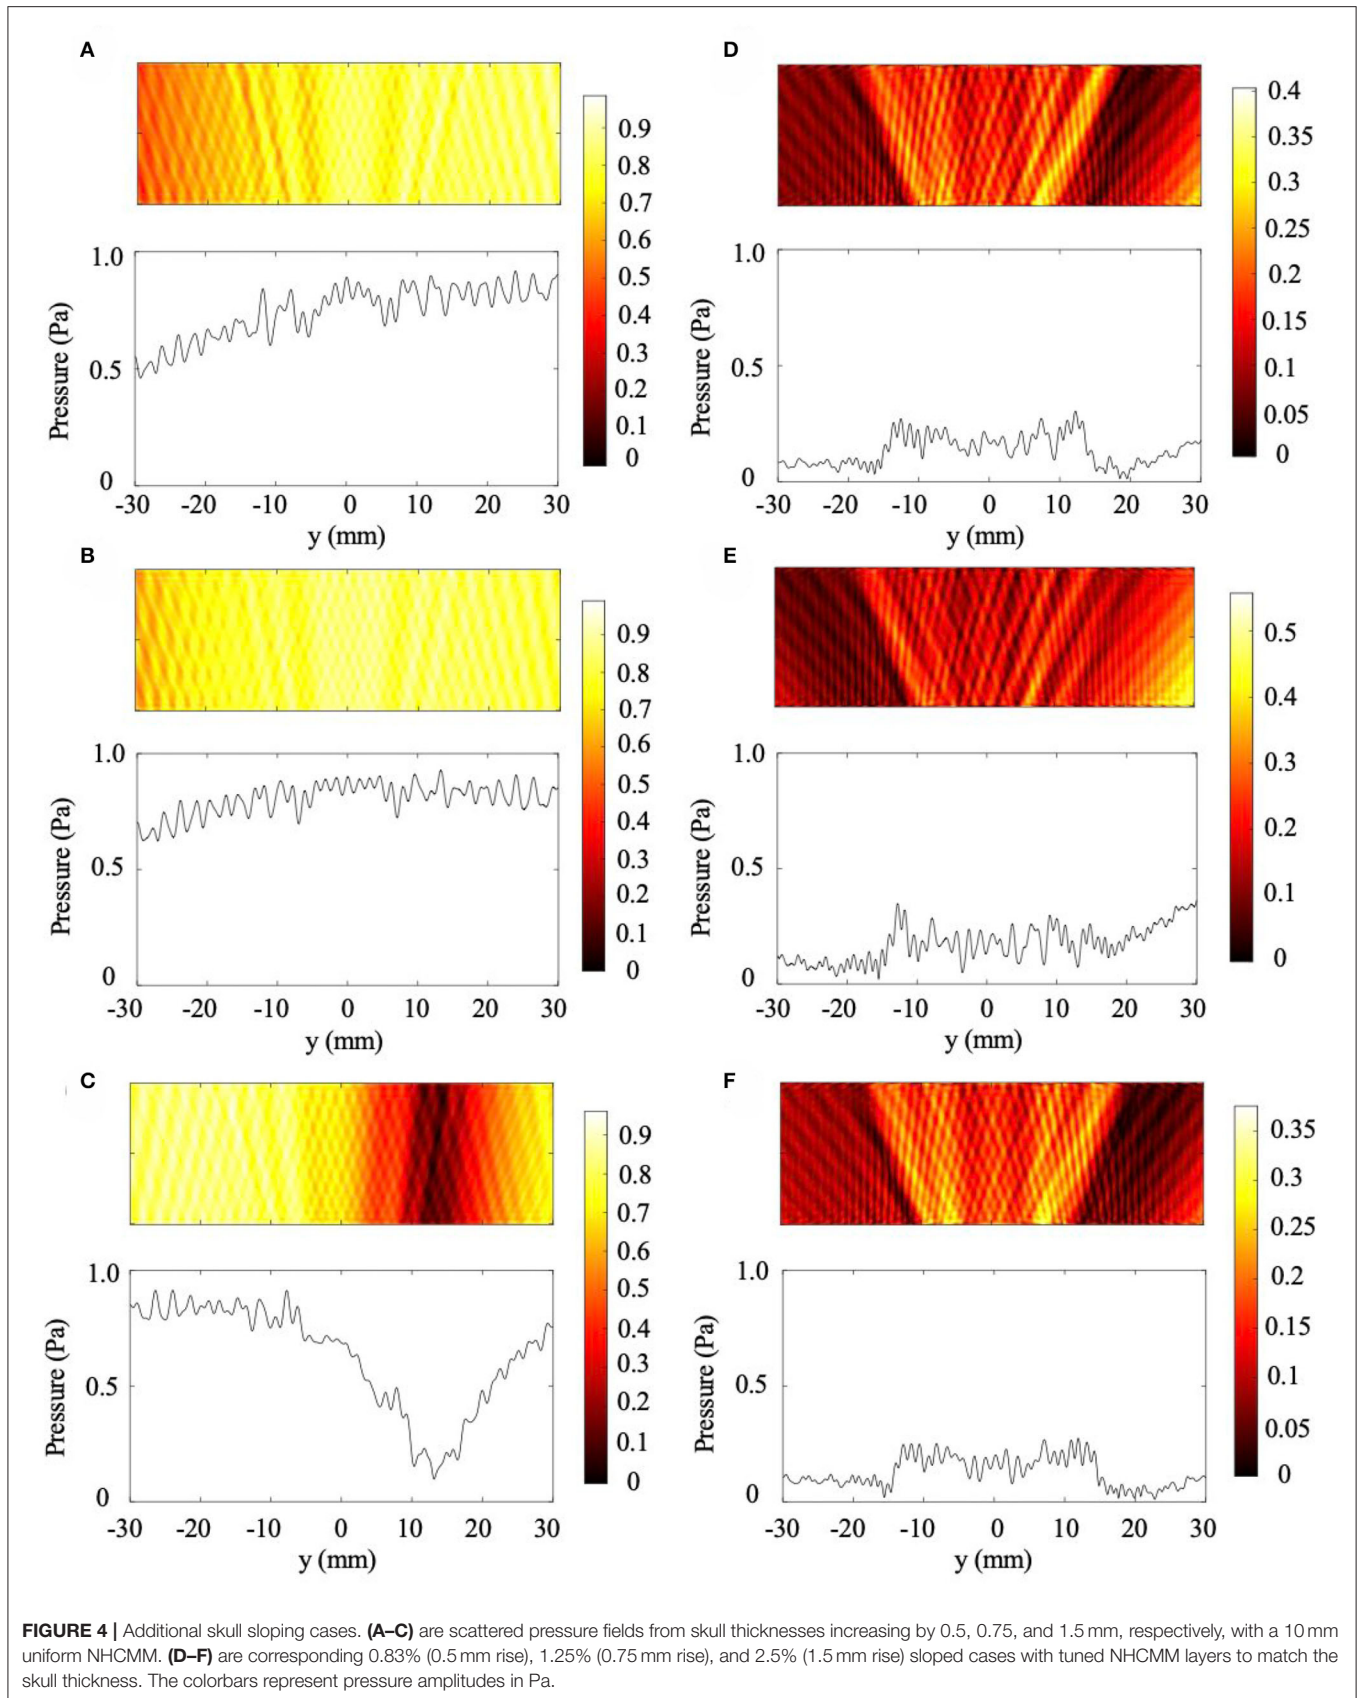 A
0.9
0.8
0.7
0.6
0.5
0.4
0.3
0.2
0.1
0
1.0
0.5
0
Pressure (Pa)
-30 -20 -10 0 10 20 30
y (mm)
D
0.4
0.35
0.3
0.25
0.2
0.15
0.1
0.05
0
1.0
0.5
0
Pressure (Pa)
-30 -20 -10 0 10 20 30
y (mm)
B
0.9
0.8
0.7
0.6
0.5
0.4
0.3
0.2
0.1
0
1.0
0.5
0
Pressure (Pa)
-30 -20 -10 0 10 20 30
y (mm)
E
0.5
0.4
0.3
0.2
0.1
0
1.0
0.5
0
Pressure (Pa)
-30 -20 -10 0 10 20 30
y (mm)
C
0.9
0.8
0.7
0.6
0.5
0.4
0.3
0.2
0.1
0
1.0
0.5
0
Pressure (Pa)
-30 -20 -10 0 10 20 30
y (mm)
F
0.35
0.3
0.25
0.2
0.15
0.1
0.05
0
1.0
0.5
0
Pressure (Pa)
-30 -20 -10 0 10 20 30
y (mm)
FIGURE 4 | Additional skull sloping cases. (A–C) are scattered pressure fields from skull thicknesses increasing by 0.5, 0.75, and 1.5 mm, respectively, with a 10 mm
uniform NHCMM. (D–F) are corresponding 0.83% (0.5 mm rise), 1.25% (0.75 mm rise), and 2.5% (1.5 mm rise) sloped cases with tuned NHCMM layers to match the
skull thickness. The colorbars represent pressure amplitudes in Pa.